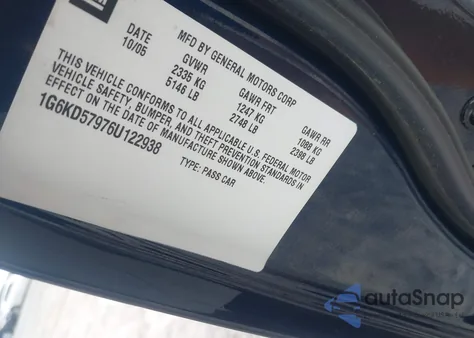 GM
MFD BY GENERAL MOTORS CORP
DATE GVWR GAWR FRT GAWR RR
10/05 2335 KG 1247 KG 1088 KG
5146 LB 2748 LB 2398 LB
THIS VEHICLE CONFORMS TO ALL APPLICABLE U.S. FEDERAL MOTOR
VEHICLE SAFETY, BUMPER, AND THEFT PREVENTION STANDARDS IN
EFFECT ON THE DATE OF MANUFACTURE SHOWN ABOVE.
1G6KD57976U122938
TYPE: PASS CAR
autoSnap